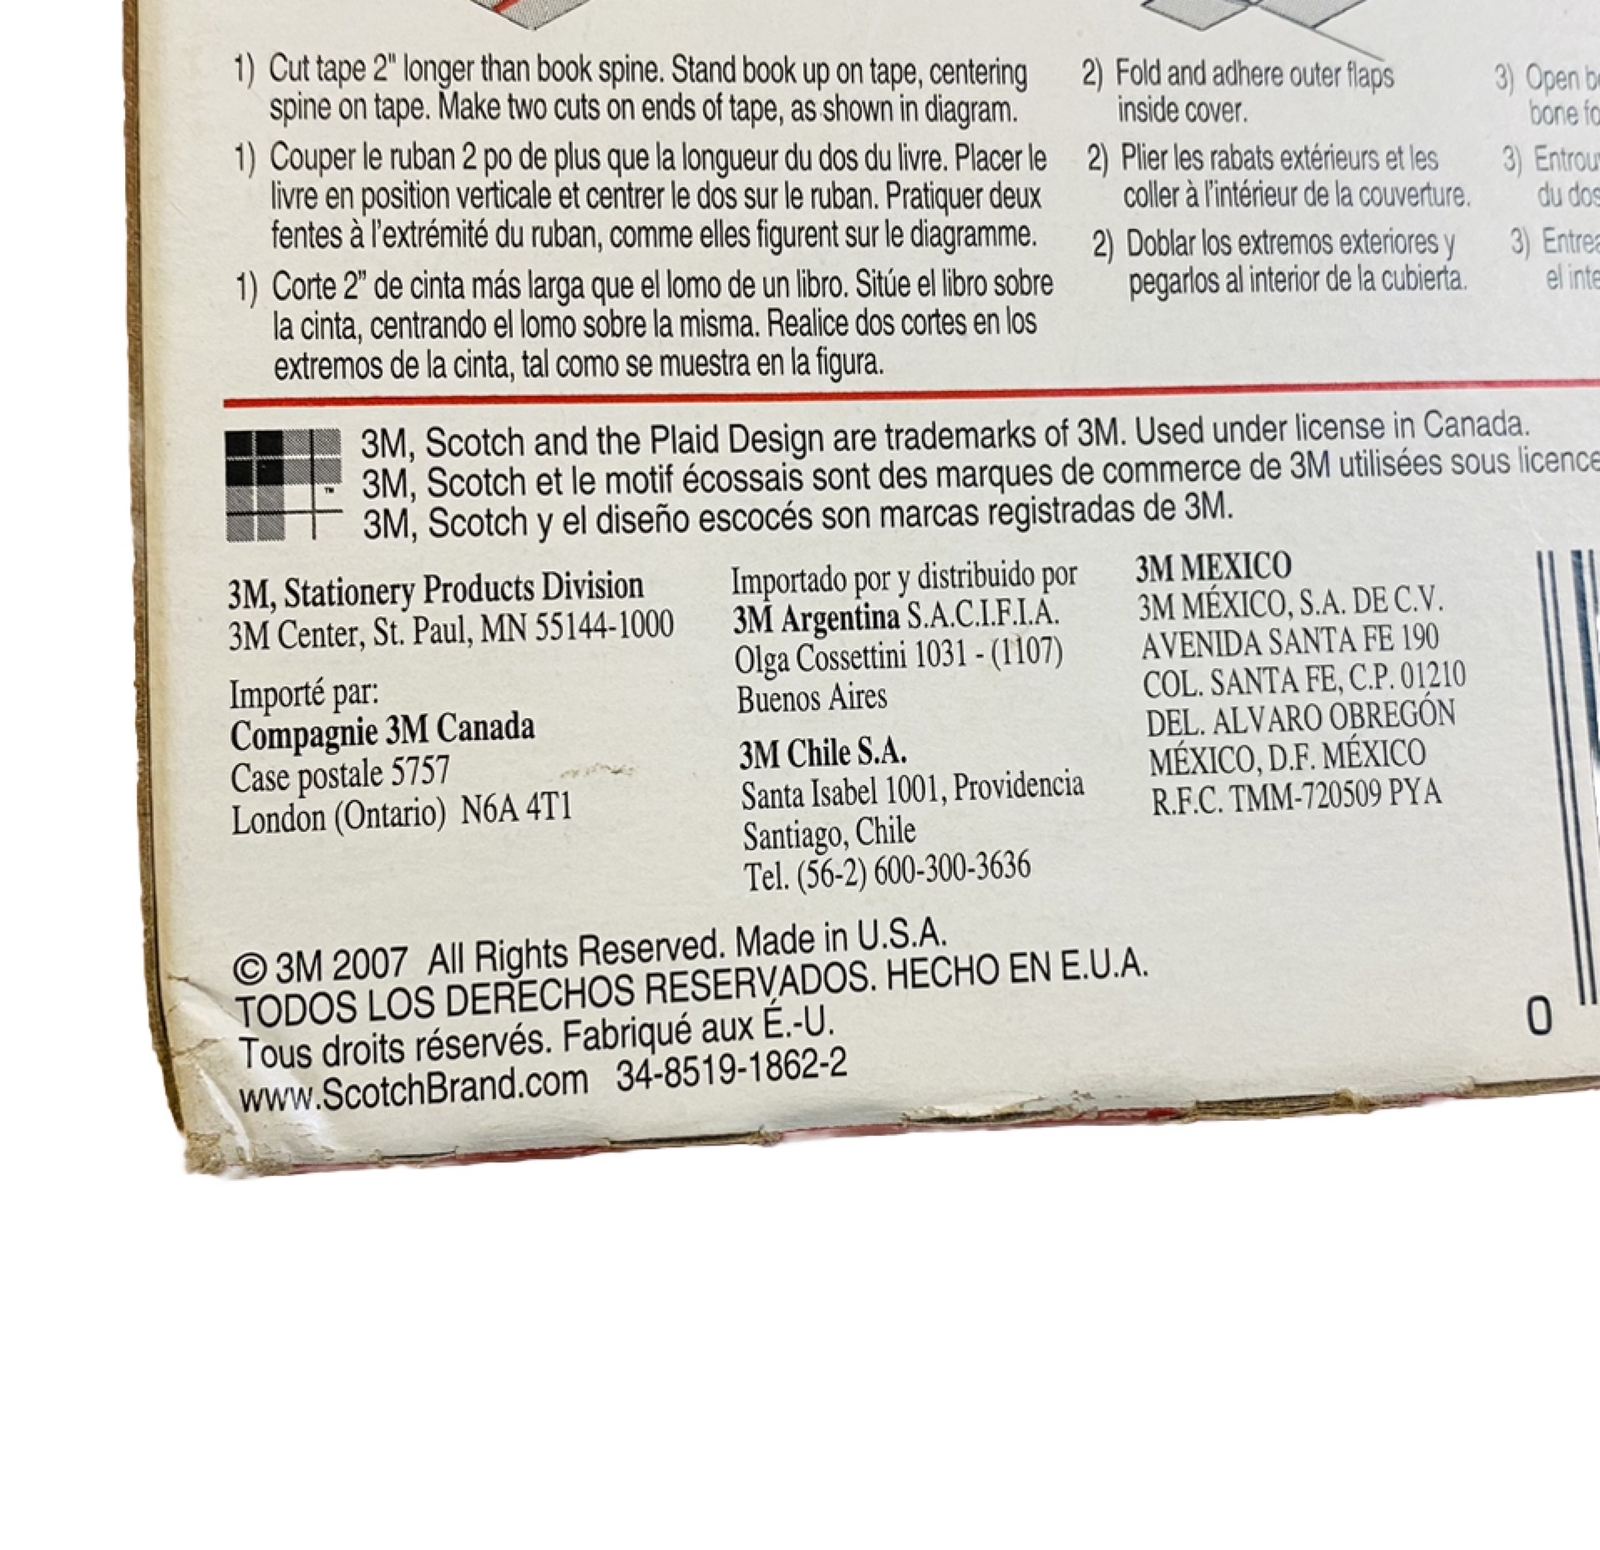 1) Cut tape 2" longer than book spine. Stand book up on tape, centering
spine on tape. Make two cuts on ends of tape, as shown in diagram.
1) Couper le ruban 2 po de plus que la longueur du dos du livre. Placer le
livre en position verticale et centrer le dos sur le ruban. Pratiquer deux
fentes à l'extrémité du ruban, comme elles figurent sur le diagramme.
1) Corte 2" de cinta más larga que el lomo de un libro. Sitúe el libro sobre
la cinta, centrando el lomo sobre la misma. Realice dos cortes en los
extremos de la cinta, tal como se muestra en la figura.
2) Fold and adhere outer flaps
inside cover.
2) Plier les rabats extérieurs et les
coller à l'intérieur de la couverture.
2) Doblar los extremos exteriores y
pegarlos al interior de la cubierta.
3) Open
bone
3)
du dos
3)
el
3M, Scotch and the Plaid Design are trademarks of 3M. Used under license in Canada.
3M, Scotch et le motif écossais sont des marques de commerce de 3M utilisées sous licence
3M, Scotch y el diseño escocés son marcas registradas de 3M.
™
3M, Stationery Products Division
3M Center, St. Paul, MN 55144-1000
Importé par:
Compagnie 3M Canada
Case postale 5757
London (Ontario) N6A 4T1
Importado por y distribuido por
3M Argentina S.A.C.I.F.I.A.
Olga Cossettini 1031 - (1107)
Buenos Aires
3M Chile S.A.
Santa Isabel 1001, Providencia
Santiago, Chile
Tel. (56-2) 600-300-3636
3M MEXICO
3M MÉXICO, S.A. DE C.V.
AVENIDA SANTA FE 190
COL. SANTA FE, C.P. 01210
DEL. ALVARO OBREGÓN
MÉXICO, D.F. MÉXICO
R.F.C. TMM-720509 PYA
© 3M 2007 All Rights Reserved. Made in U.S.A.
TODOS LOS DERECHOS RESERVADOS. HECHO EN E.U.A.
Tous droits réservés. Fabriqué aux É.-U.
www.ScotchBrand.com 34-8519-1862-2
0